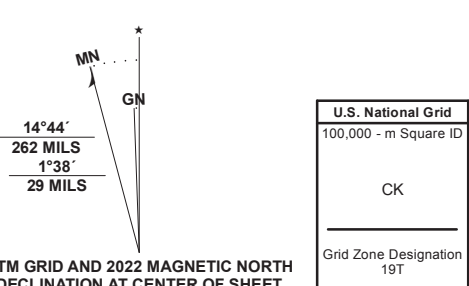 ★
MN
GN
14°44´
262 MILS
1°38´
29 MILS
TM GRID AND 2022 MAGNETIC NORTH
DECLINATION AT CENTER OF SHEET
U.S. National Grid
100,000 - m Square ID
CK
Grid Zone Designation
19T